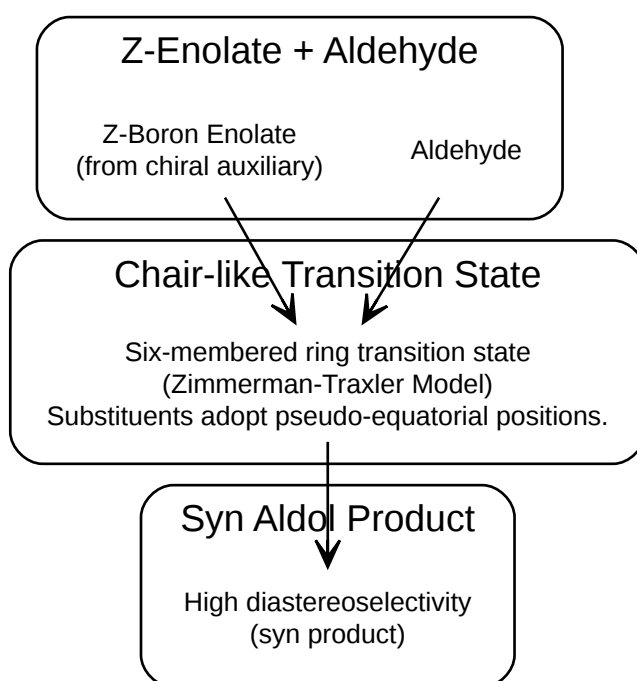 Z-Enolate + Aldehyde
Z-Boron Enolate
(from chiral auxiliary)
Aldehyde
Chair-like Transition State
Six-membered ring transition state
(Zimmerman-Traxler Model)
Substituents adopt pseudo-equatorial positions.
Syn Aldol Product
High diastereoselectivity
(syn product)